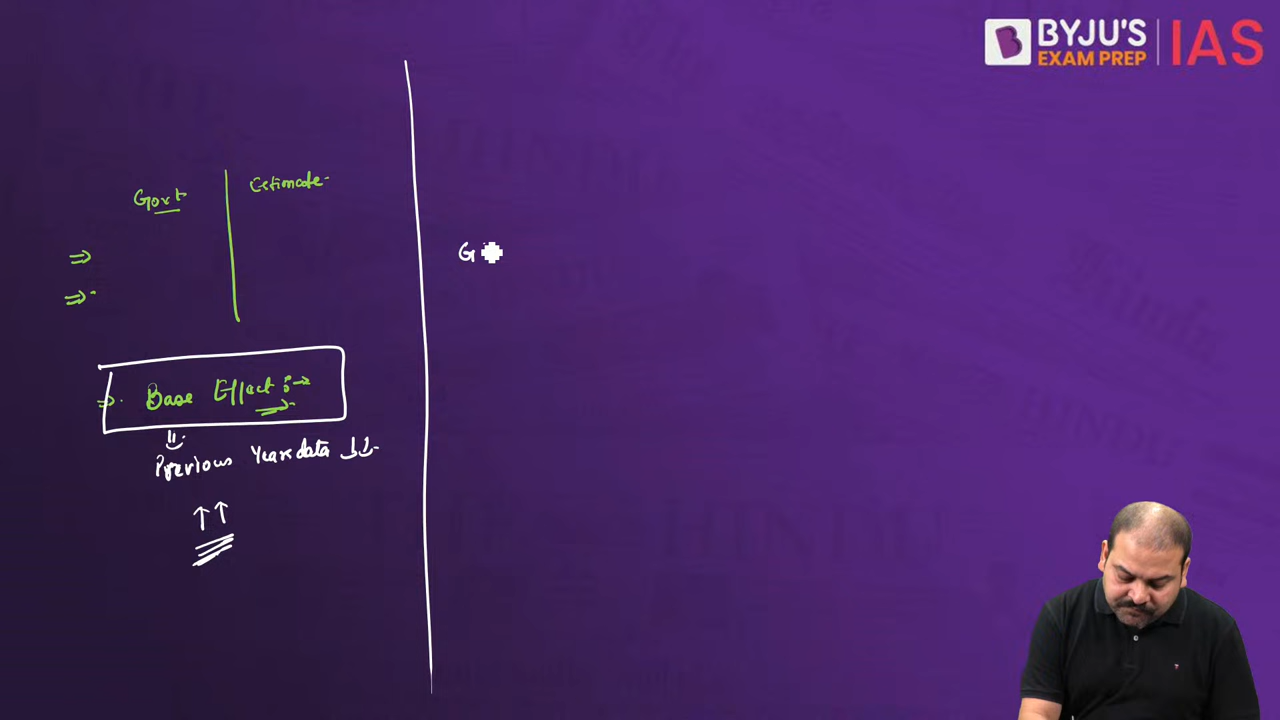 BYJU'S
EXAM PREP
IAS
Govt
Estimate
⇒
⇒
⇒ Base Effect : →
Previous Year data ↓↓
↑↑
G